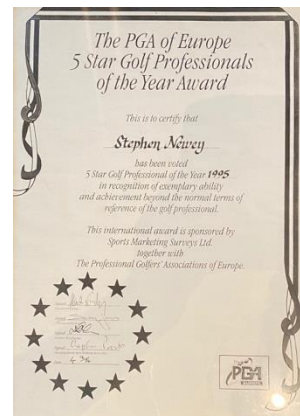 The PGA of Europe
5 Star Golf Professionals
of the Year Award
This is to certify that
Stephen Newey
has been voted
5 Star Golf Professional of the Year 1995
in recognition of exemplary ability
and achievement beyond the normal terms of
reference of the golf professional.
This international award is sponsored by
Sports Marketing Surveys Ltd.
together with
The Professional Golfers' Associations of Europe.
PGA